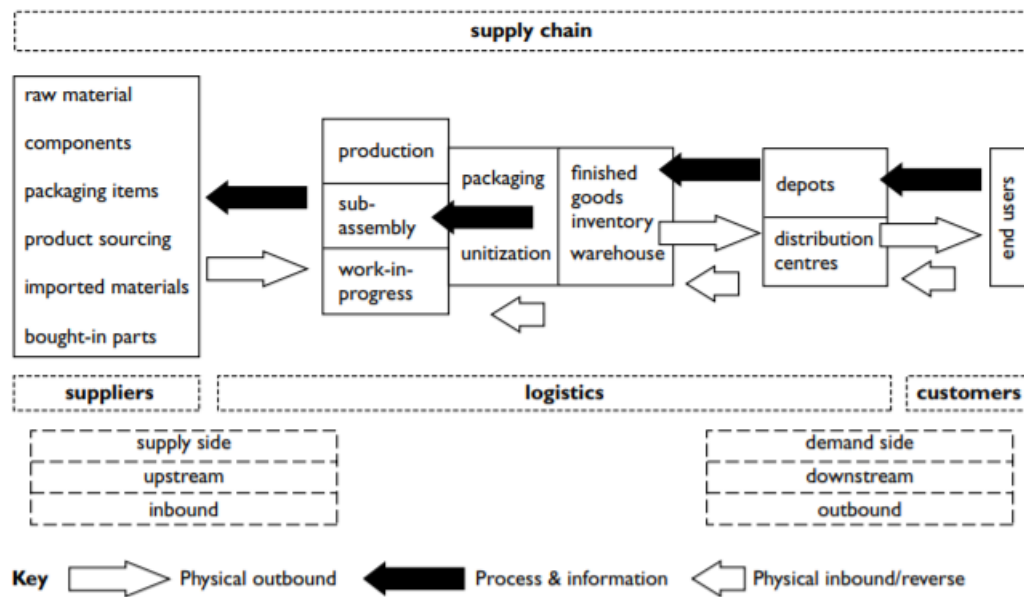 supply chain
raw material
components
packaging items
product sourcing
imported materials
bought-in parts
production
sub-
assembly
work-in-
progress
packaging
unitization
finished
goods
inventory
warehouse
depots
distribution
centres
end users
suppliers
logistics
customers
supply side
upstream
inbound
demand side
downstream
outbound
Key
Physical outbound
Process & information
Physical inbound/reverse